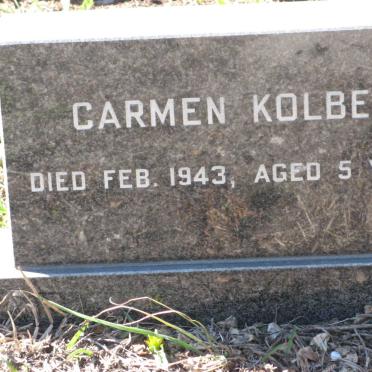 CARMEN KOLBE
DIED FEB. 1943, AGED 5